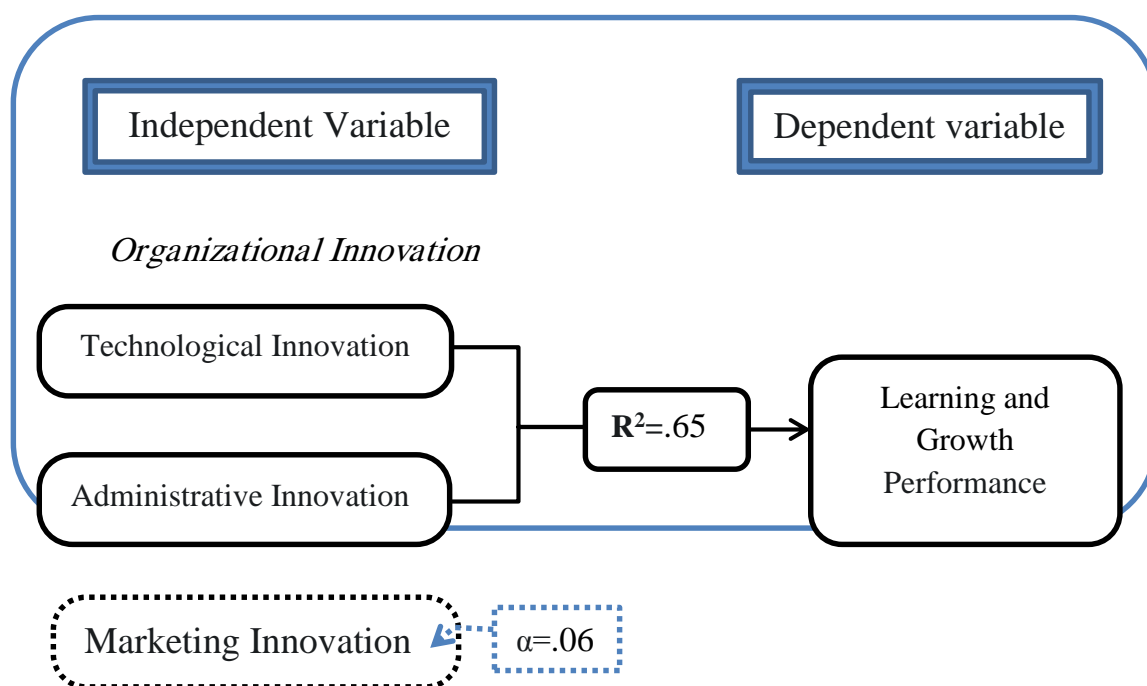 Independent Variable
Dependent variable
Organizational Innovation
Technological Innovation
Administrative Innovation
R²=.65
Learning and
Growth
Performance
Marketing Innovation
α=.06